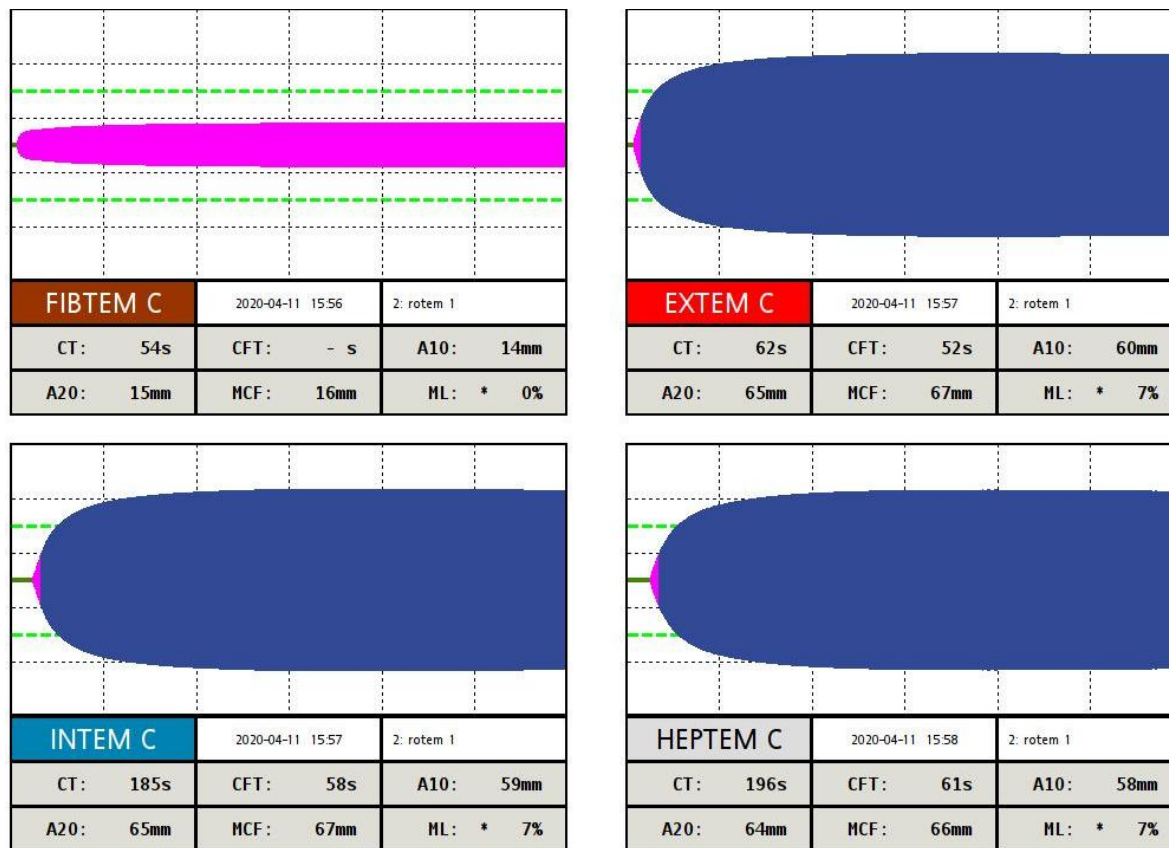 FIBTEM C 2020-04-11 15:56 2: rotem 1
CT: 54s CFT: - s A10: 14mm
A20: 15mm MCF: 16mm ML: * 0%
EXTEM C 2020-04-11 15:57 2: rotem 1
CT: 62s CFT: 52s A10: 60mm
A20: 65mm MCF: 67mm ML: * 7%
INTEM C 2020-04-11 15:57 2: rotem 1
CT: 185s CFT: 58s A10: 59mm
A20: 65mm MCF: 67mm ML: * 7%
HEPTEM C 2020-04-11 15:58 2: rotem 1
CT: 196s CFT: 61s A10: 58mm
A20: 64mm MCF: 66mm ML: * 7%